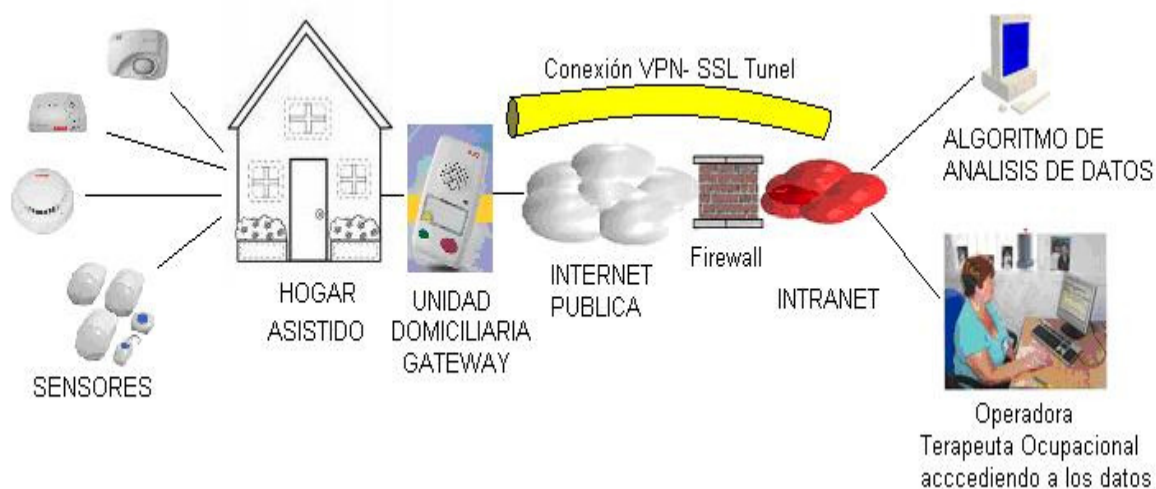 Conexión VPN- SSL Tunel
ALGORITMO DE
ANALISIS DE DATOS
SENSORES
HOGAR
ASISTIDO
UNIDAD
DOMICILIARIA
GATEWAY
INTERNET
PUBLICA
Firewall
INTRANET
Operadora
Terapeuta Ocupacional
acccediendo a los datos